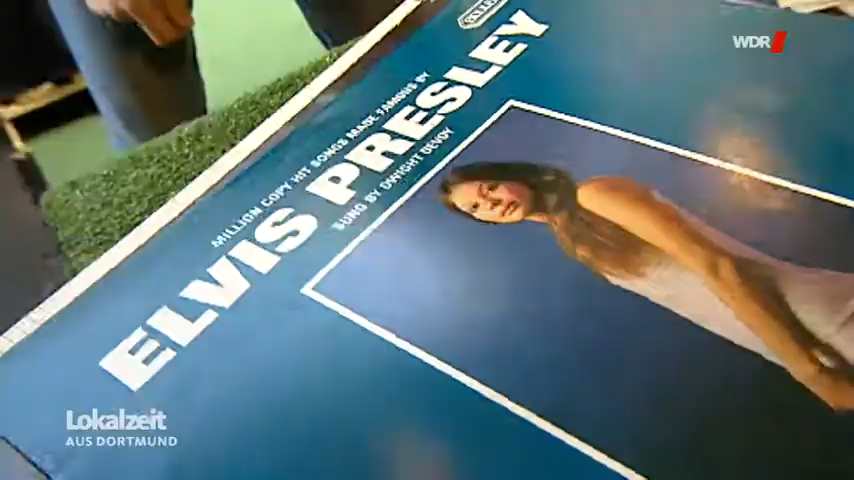 WDR
MILLION COPY HIT SONGS MADE FAMOUS BY
ELVIS PRESLEY
SUNG BY DWIGHT DEVOY
Lokalzeit
AUS DORTMUND